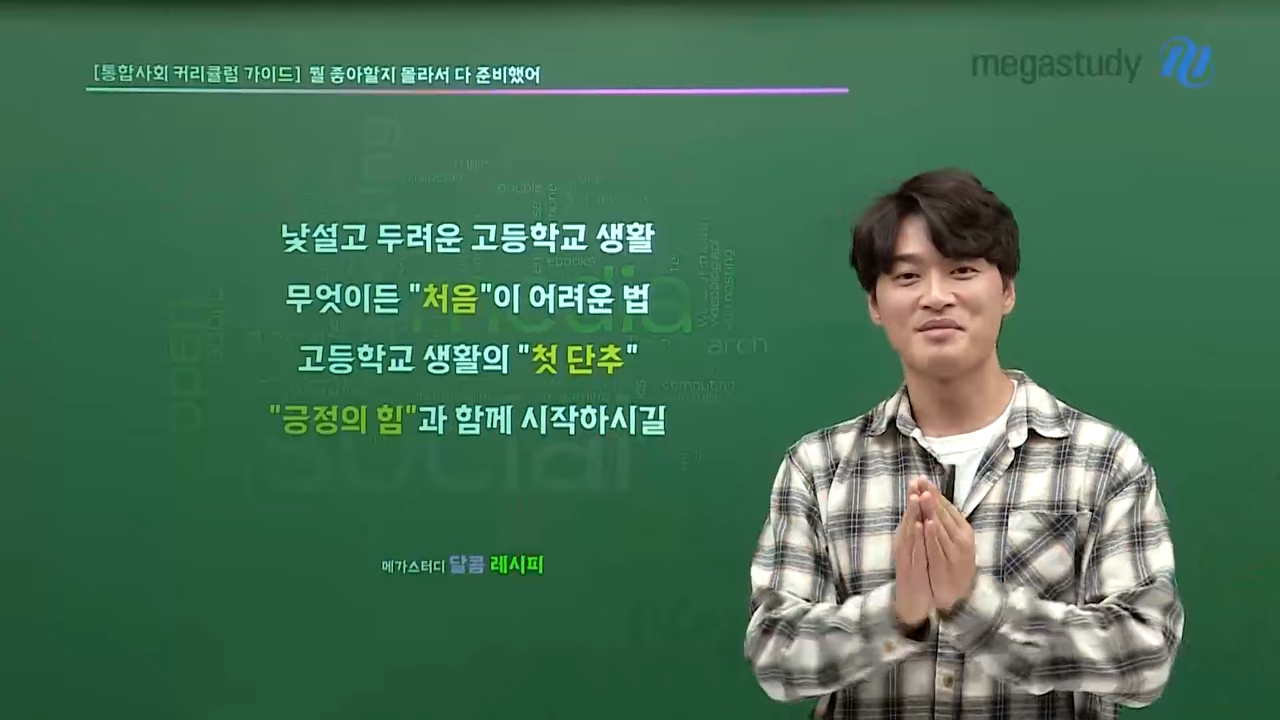 [통합사회 커리큘럼 가이드] 뭘 좋아할지 몰라서 다 준비했어
megastudy
낯설고 두려운 고등학교 생활
무엇이든 "처음"이 어려운 법
고등학교 생활의 "첫 단추"
"긍정의 힘"과 함께 시작하시길
메가스터디 달콤 레시피
media
social